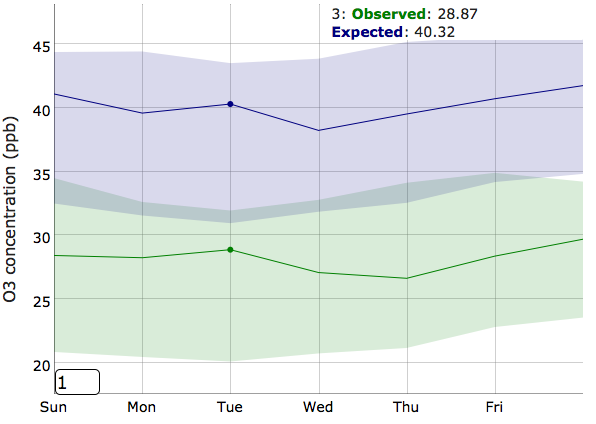 3: Observed: 28.87
Expected: 40.32
O3 concentration (ppb)
45
40
35
30
25
20
1
Sun Mon Tue Wed Thu Fri